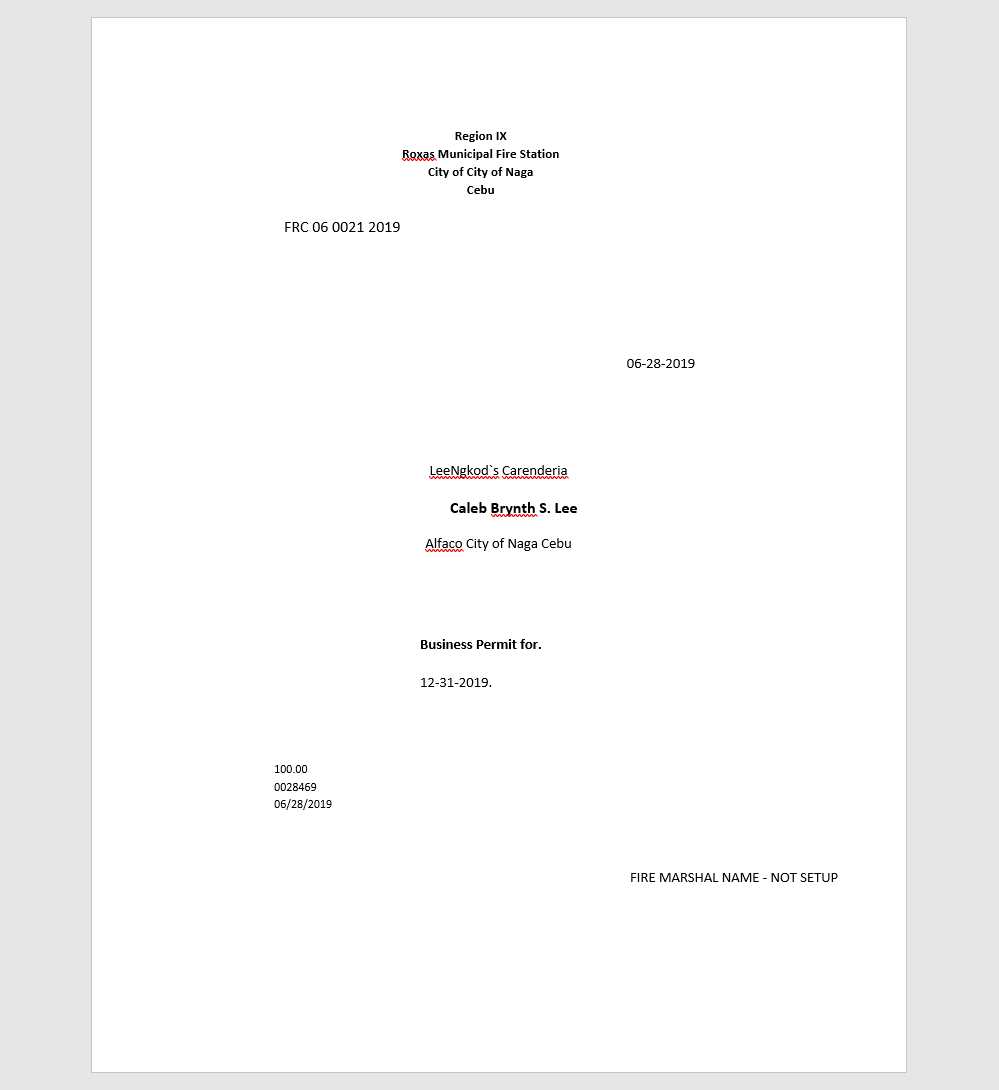 Region IX
Roxas Municipal Fire Station
City of City of Naga
Cebu
FRC 06 0021 2019
06-28-2019
LeeNgkod`s Carenderia
Caleb Brynth S. Lee
Alfaco City of Naga Cebu
Business Permit for.
12-31-2019.
100.00
0028469
06/28/2019
FIRE MARSHAL NAME - NOT SETUP